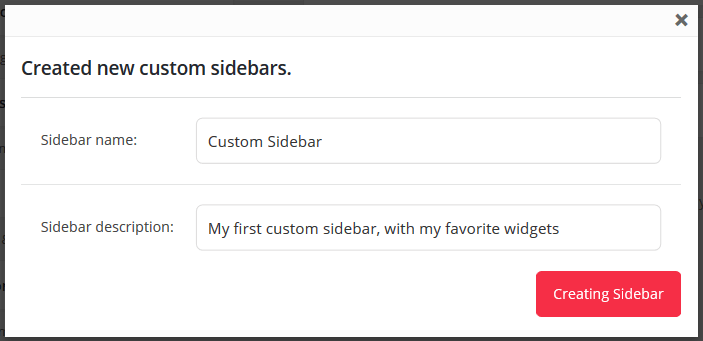 Created new custom sidebars.
Sidebar name:
Custom Sidebar
Sidebar description:
My first custom sidebar, with my favorite widgets
Creating Sidebar